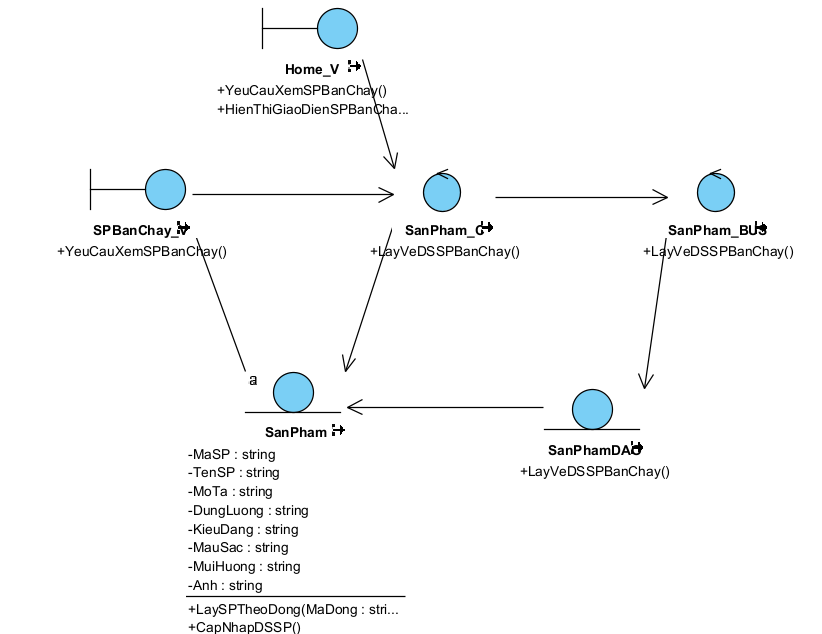 Home_V
+YeuCauXemSPBanChay()
+HienThiGiaoDienSPBanCha...
SPBanChay_V
+YeuCauXemSPBanChay()
SanPham_C
+LayVeDSSPBanChay()
SanPham_BUS
+LayVeDSSPBanChay()
a
SanPham
-MaSP : string
-TenSP : string
-MoTa : string
-DungLuong : string
-KieuDang : string
-MauSac : string
-MuiHuong : string
-Anh : string
+LaySPTheoDong(MaDong : stri...
+CapNhapDSSP()
SanPhamDAO
+LayVeDSSPBanChay()